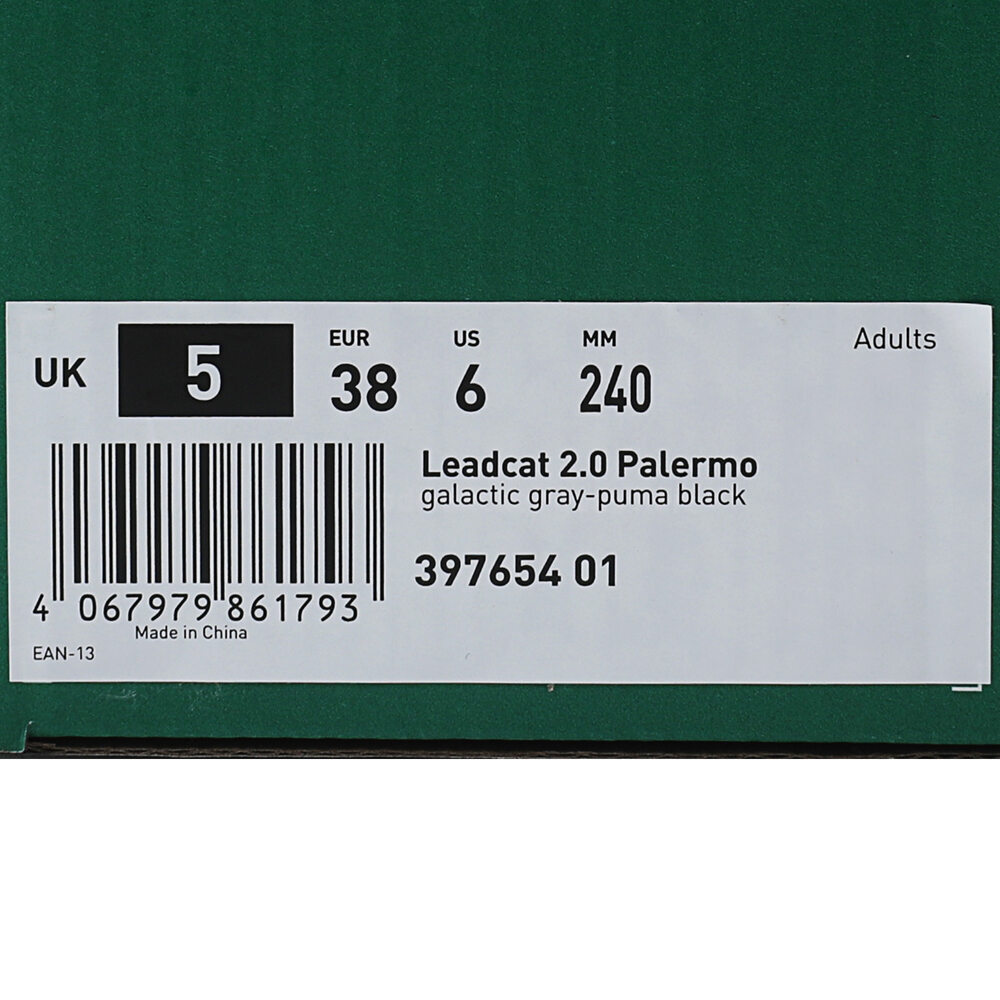 UK 5 EUR 38 US 6 MM 240 Adults
Leadcat 2.0 Palermo
galactic gray-puma black
397654 01
4 067979 861793
Made in China
EAN-13